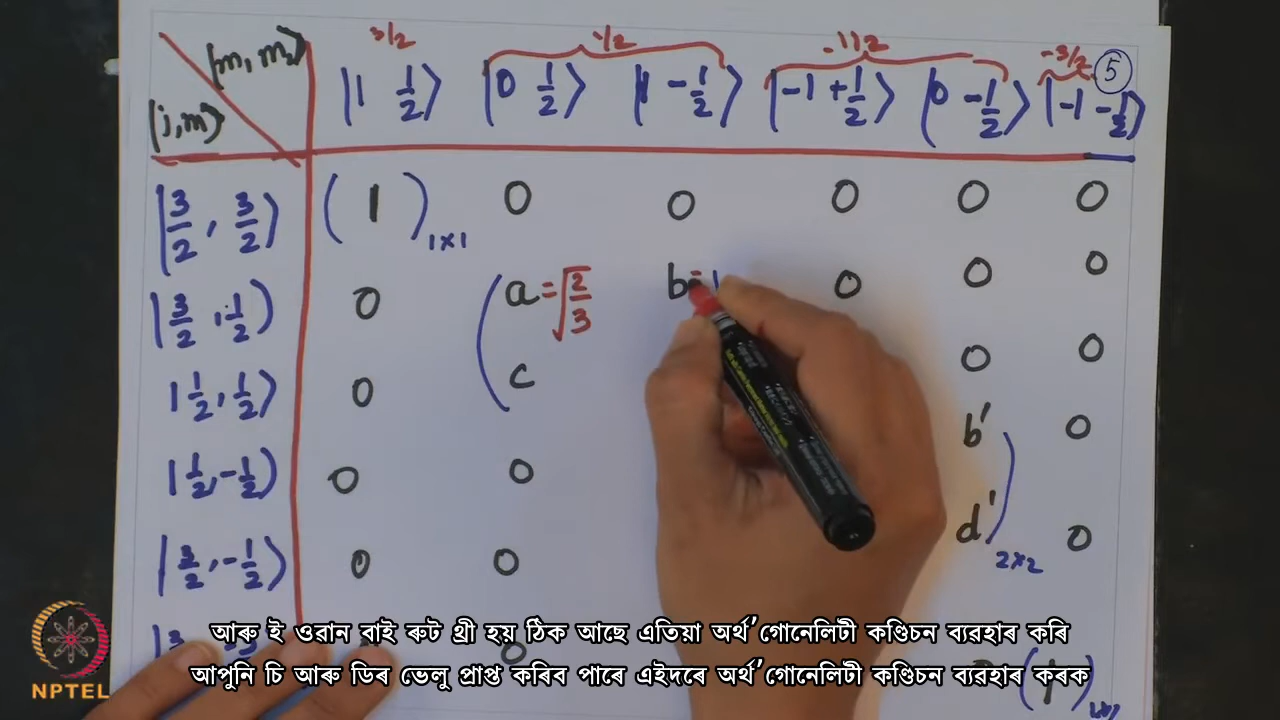 3/2 1/2 -1/2 -3/2 5
|m₁ m₂⟩ |1 1/2⟩ |0 1/2⟩ |1 -1/2⟩ |-1 +1/2⟩ |0 -1/2⟩ |-1 -1/2⟩
|j,m⟩
|3/2, 3/2⟩ (1)1×1 0 0 0 0 0
|3/2, 1/2⟩ 0 a=√2/3 b= 0 0 0
|1/2, 1/2⟩ 0 c 0 0
|1/2, -1/2⟩ 0 0 b' 0
|3/2, -1/2⟩ 0 0 d' 2×2 0
আৰু ই ওৱান বাই ৰুট থ্ৰী হয় ঠিক আছে এতিয়া অৰ্থ'গোনেলিটী কণ্ডিচন ব্যৱহাৰ কৰি
আপুনি চি আৰু ডিৰ ভেলু প্ৰাপ্ত কৰিব পাৰে এইদৰে অৰ্থ'গোনেলিটী কণ্ডিচন ব্যৱহাৰ কৰক
NPTEL